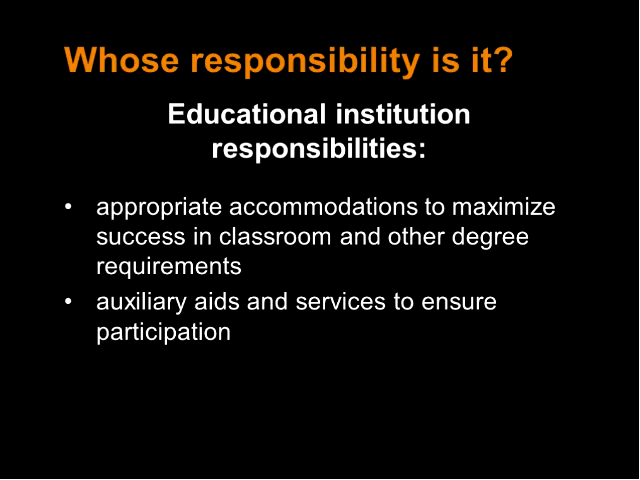 Whose responsibility is it?
Educational institution
responsibilities:
• appropriate accommodations to maximize
success in classroom and other degree
requirements
• auxiliary aids and services to ensure
participation